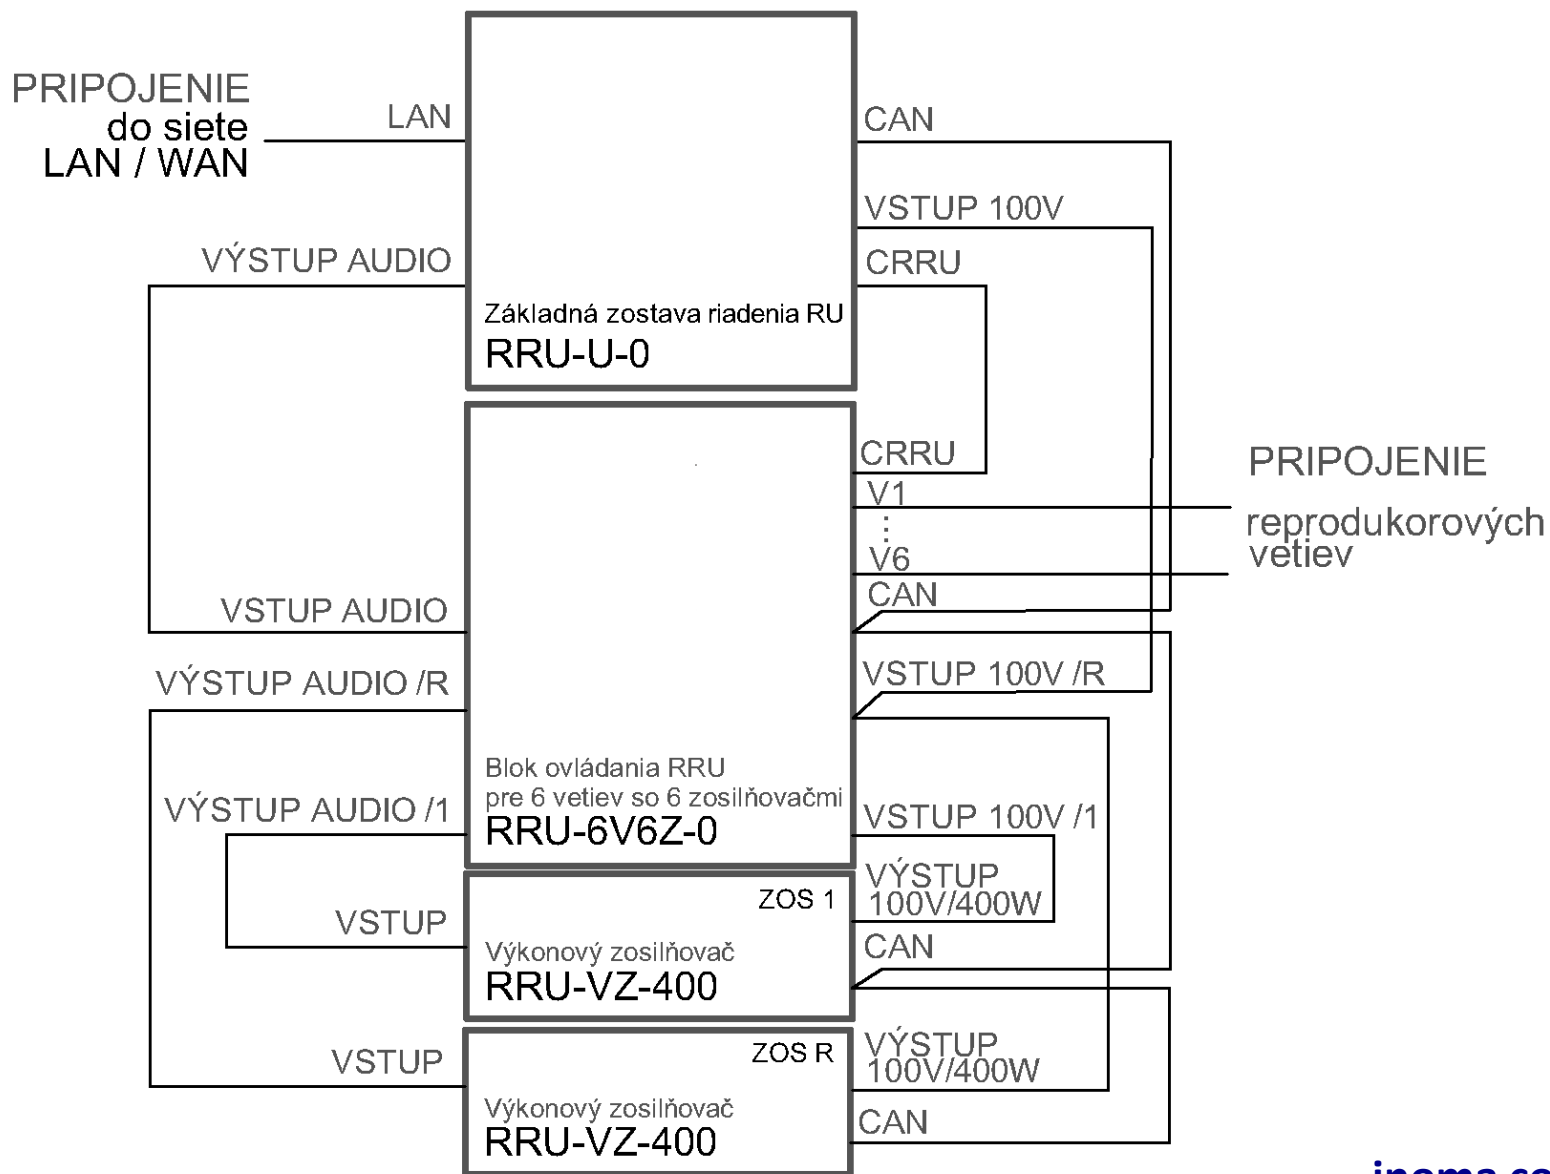 PRIPOJENIE
do siete
LAN / WAN
LAN
CAN
VSTUP 100V
VÝSTUP AUDIO
CRRU
Základná zostava riadenia RU
RRU-U-0
CRRU
V1
V6
PRIPOJENIE
reprodukorových
vetiev
CAN
VSTUP AUDIO
VÝSTUP AUDIO /R
VSTUP 100V /R
Blok ovládania RRU
pre 6 vetiev so 6 zosilňovačmi
RRU-6V6Z-0
VÝSTUP AUDIO /1
VSTUP 100V /1
ZOS 1
VÝSTUP
100V/400W
VSTUP
CAN
Výkonový zosilňovač
RRU-VZ-400
ZOS R
VÝSTUP
100V/400W
VSTUP
CAN
Výkonový zosilňovač
RRU-VZ-400